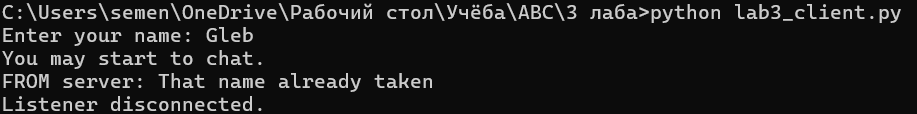 C:\Users\semen\OneDrive\Рабочий стол\Учёба\АВС\3 лаба>python lab3_client.py
Enter your name: Gleb
You may start to chat.
FROM server: That name already taken
Listener disconnected.